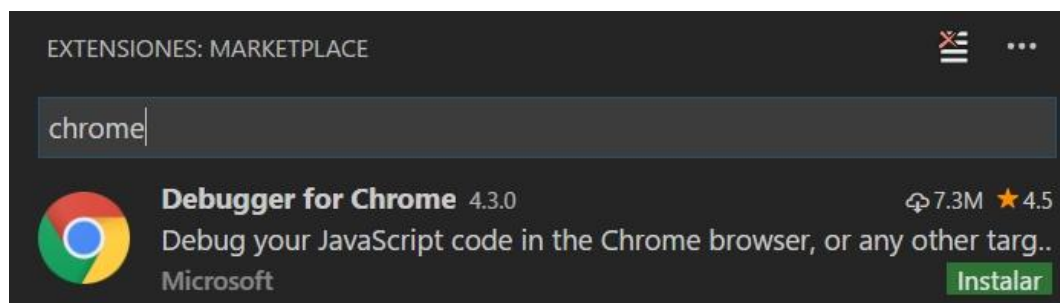 EXTENSIONES: MARKETPLACE
chrome
Debugger for Chrome 4.3.0 7.3M 4.5
Debug your JavaScript code in the Chrome browser, or any other targ..
Microsoft Instalar